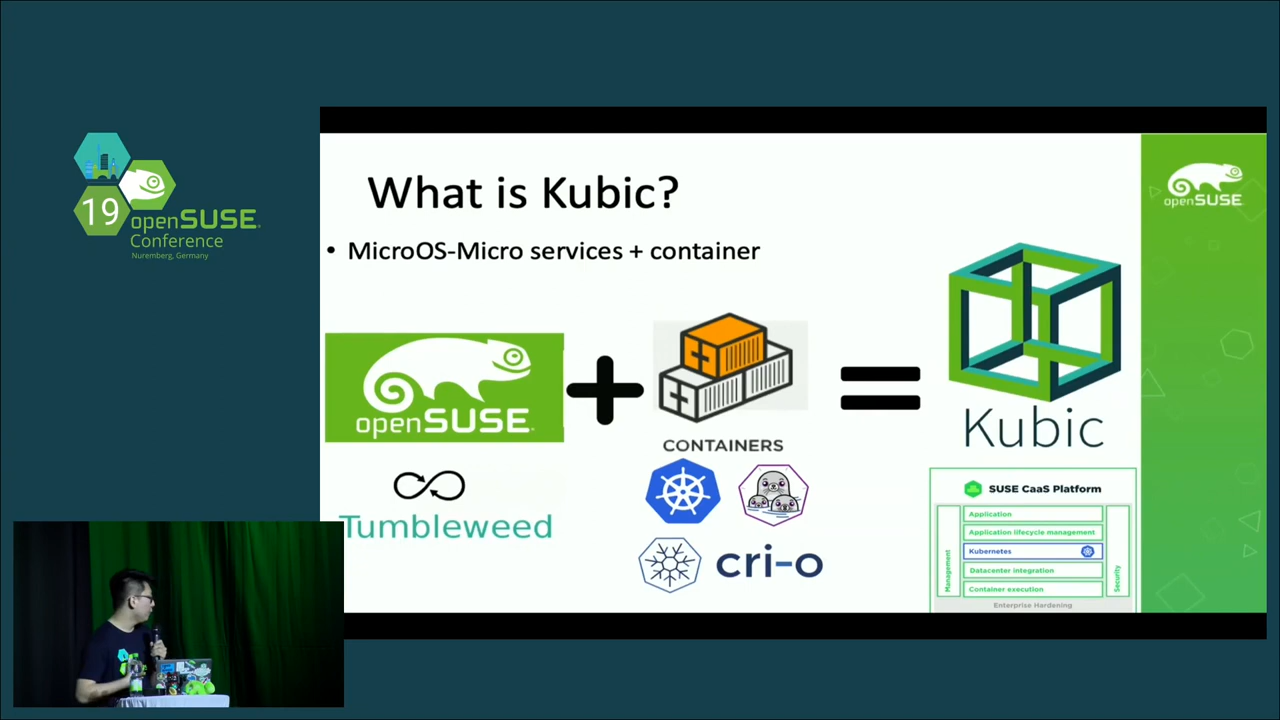 19
openSUSE
Conference
Nuremberg, Germany
What is Kubic?
• MicroOS-Micro services + container
openSUSE
openSUSE
CONTAINERS
Kubic
Tumbleweed
cri-o
SUSE CaaS Platform
Management
Application
Application lifecycle management
Kubernetes
Datacenter integration
Container execution
Security
Enterprise Hardening